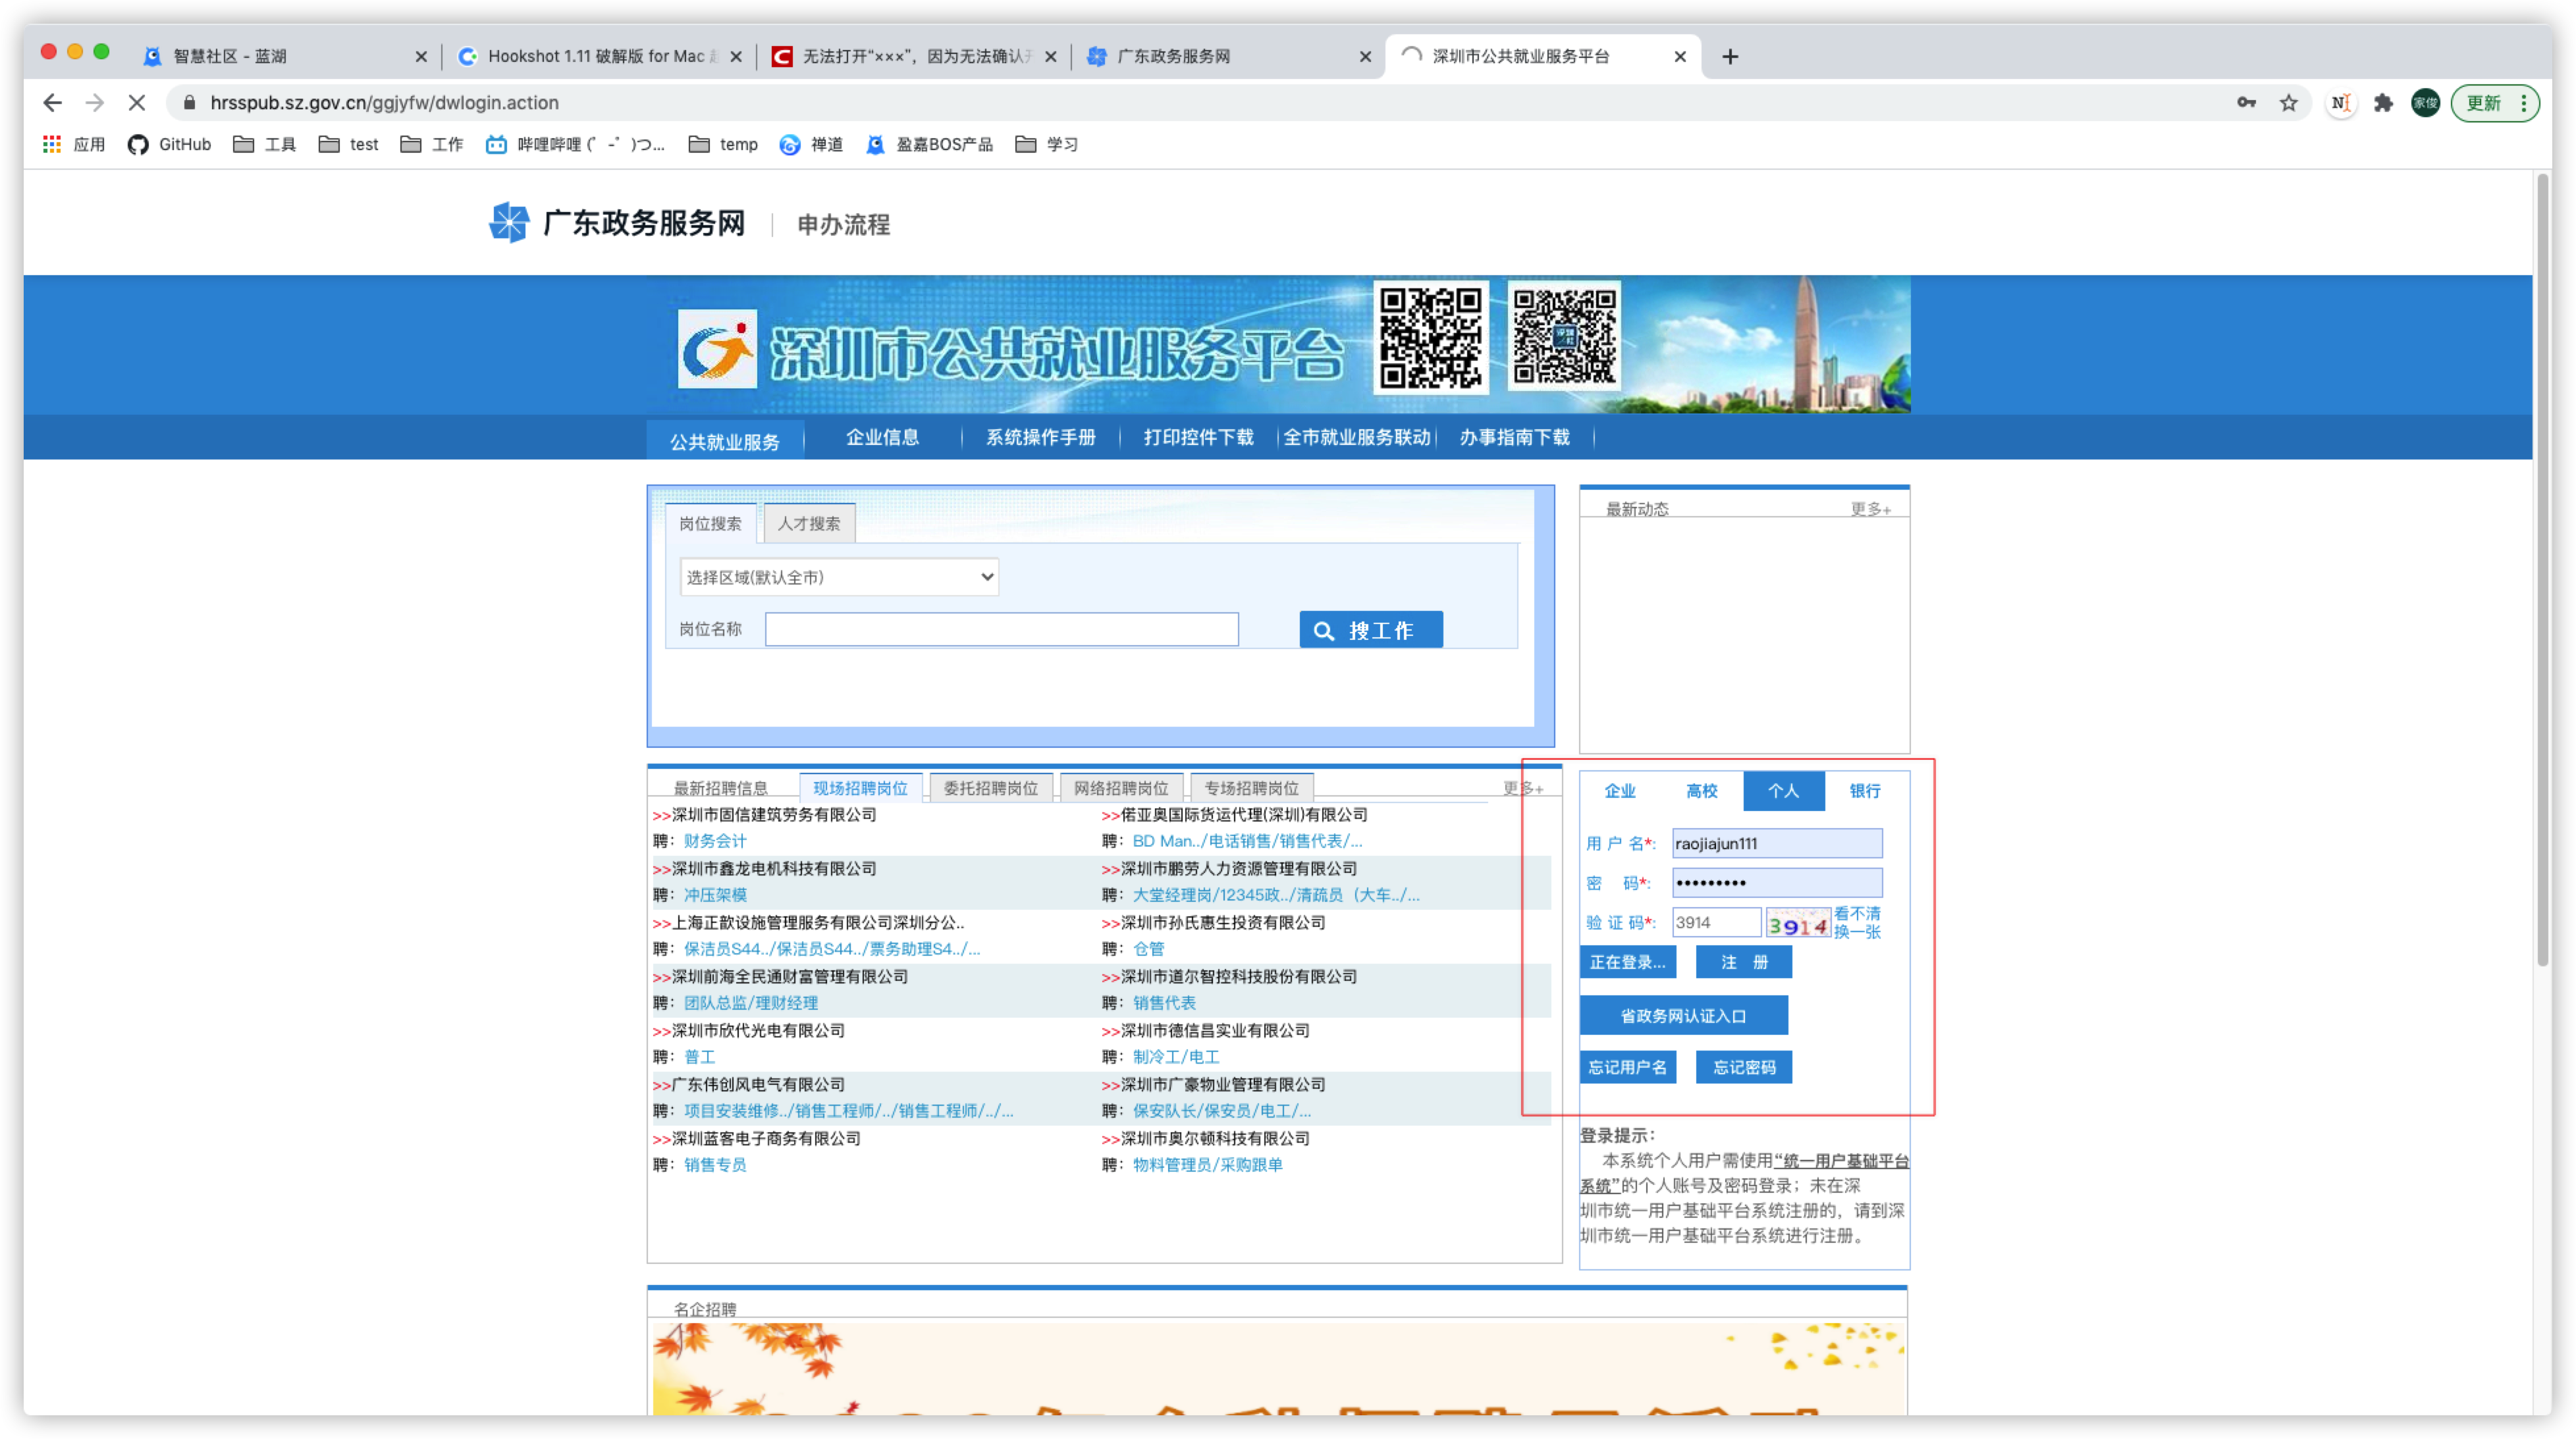 智慧社区 - 蓝湖
Hookshot 1.11 破解版 for Mac
无法打开“×××”，因为无法确认
广东政务服务网
深圳市公共就业服务平台
hrsspub.sz.gov.cn/ggjyfw/dwlogin.action
家俊
更新
应用
GitHub
工具
test
工作
哔哩哔哩 (゜-゜)つ...
temp
禅道
盈嘉BOS产品
学习
广东政务服务网
申办流程
深圳市公共就业服务平台
公共就业服务
企业信息
系统操作手册
打印控件下载
全市就业服务联动
办事指南下载
岗位搜索
人才搜索
选择区域(默认全市)
岗位名称
搜工作
最新动态
更多+
最新招聘信息
现场招聘岗位
委托招聘岗位
网络招聘岗位
专场招聘岗位
更多+
>>深圳市固信建筑劳务有限公司
聘：财务会计
>>偌亚奥国际货运代理(深圳)有限公司
聘：BD Man../电话销售/销售代表/...
>>深圳市鑫龙电机科技有限公司
聘：冲压架模
>>深圳市鹏劳人力资源管理有限公司
聘：大堂经理岗/12345政../清疏员（大车../...
>>上海正歆设施管理服务有限公司深圳分公..
聘：保洁员S44../保洁员S44../票务助理S4../...
>>深圳市孙氏惠生投资有限公司
聘：仓管
>>深圳前海全民通财富管理有限公司
聘：团队总监/理财经理
>>深圳市道尔智控科技股份有限公司
聘：销售代表
>>深圳市欣代光电有限公司
聘：普工
>>深圳市德信昌实业有限公司
聘：制冷工/电工
>>广东伟创风电气有限公司
聘：项目安装维修../销售工程师/../销售工程师/../...
>>深圳市广豪物业管理有限公司
聘：保安队长/保安员/电工/...
>>深圳蓝客电子商务有限公司
聘：销售专员
>>深圳市奥尔顿科技有限公司
聘：物料管理员/采购跟单
企业
高校
个人
银行
用 户 名*:
raojiajun111
密 码*:
•••••••••
验 证 码*:
3914
3914
看不清
换一张
正在登录...
注 册
省政务网认证入口
忘记用户名
忘记密码
登录提示：
本系统个人用户需使用“统一用户基础平台
系统”的个人账号及密码登录；未在深
圳市统一用户基础平台系统注册的，请到深
圳市统一用户基础平台系统进行注册。
名企招聘